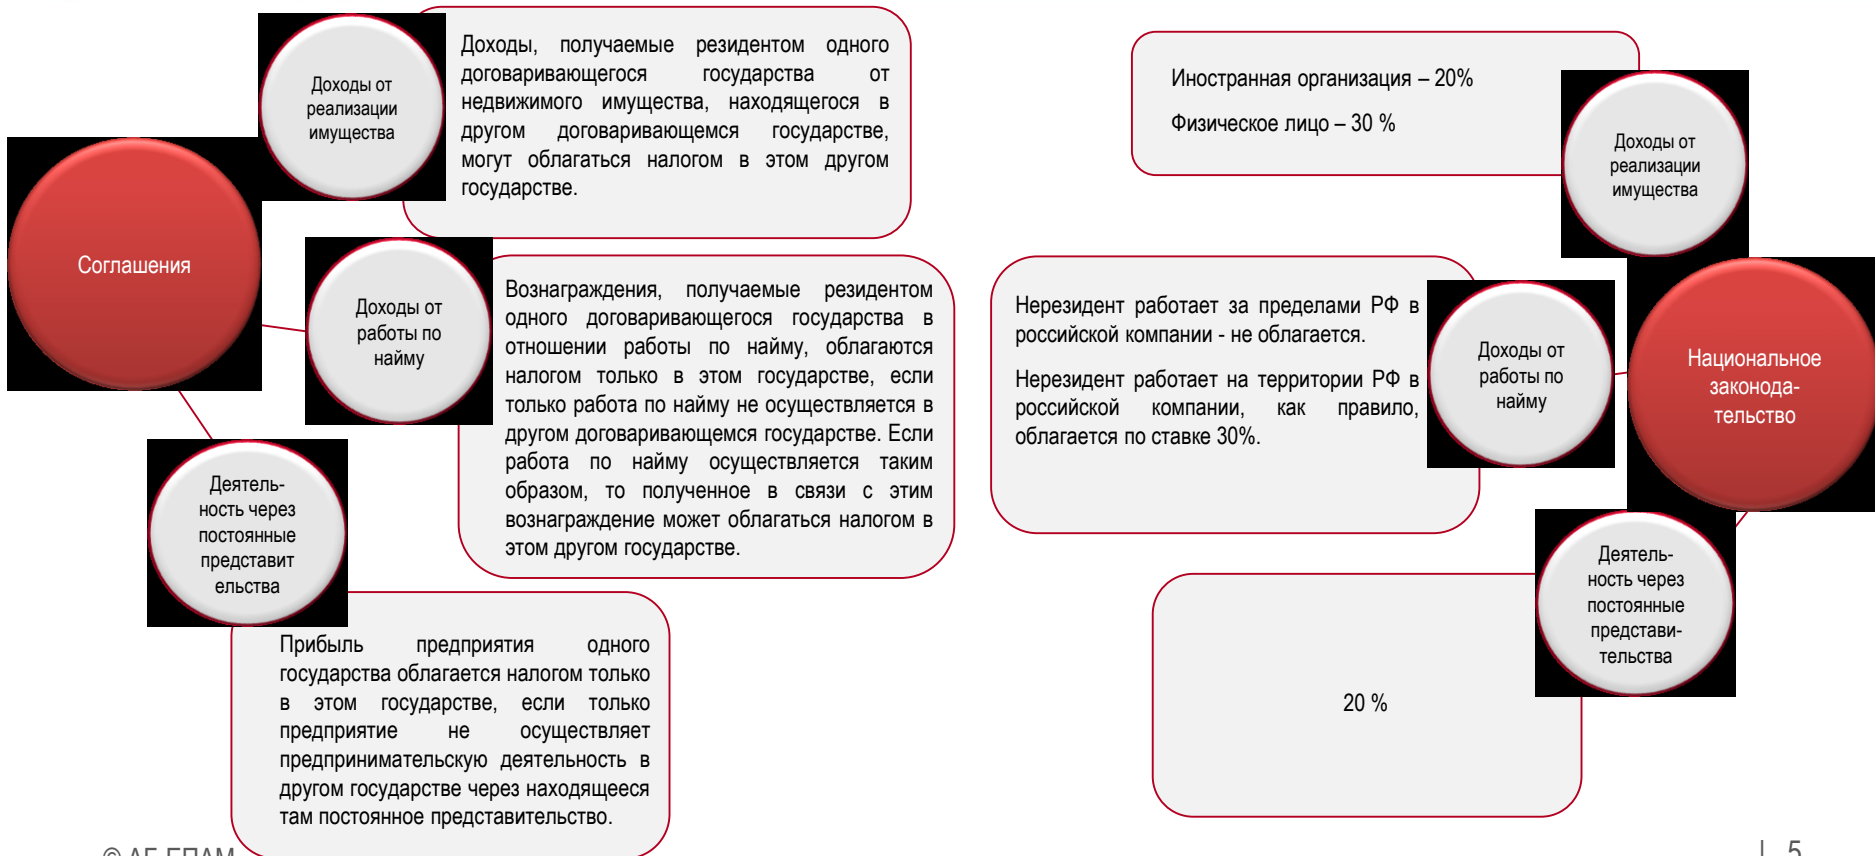 Соглашения
Доходы от
реализации
имущества
Доходы, получаемые резидентом одного
договаривающегося государства от
недвижимого имущества, находящегося в
другом договаривающемся государстве,
могут облагаться налогом в этом другом
государстве.
Доходы от
работы по
найму
Вознаграждения, получаемые резидентом
одного договаривающегося государства в
отношении работы по найму, облагаются
налогом только в этом государстве, если
только работа по найму не осуществляется в
другом договаривающемся государстве. Если
работа по найму осуществляется таким
образом, то полученное в связи с этим
вознаграждение может облагаться налогом в
этом другом государстве.
Деятель-
ность через
постоянные
представит
ельства
Прибыль предприятия одного
государства облагается налогом только
в этом государстве, если только
предприятие не осуществляет
предпринимательскую деятельность в
другом государстве через находящееся
там постоянное представительство.
Иностранная организация – 20%
Физическое лицо – 30 %
Доходы от
реализации
имущества
Нерезидент работает за пределами РФ в
российской компании - не облагается.
Нерезидент работает на территории РФ в
российской компании, как правило,
облагается по ставке 30%.
Доходы от
работы по
найму
Национальное
законода-
тельство
20 %
Деятель-
ность через
постоянные
представи-
тельства
© АБ ЕПАМ
| 5